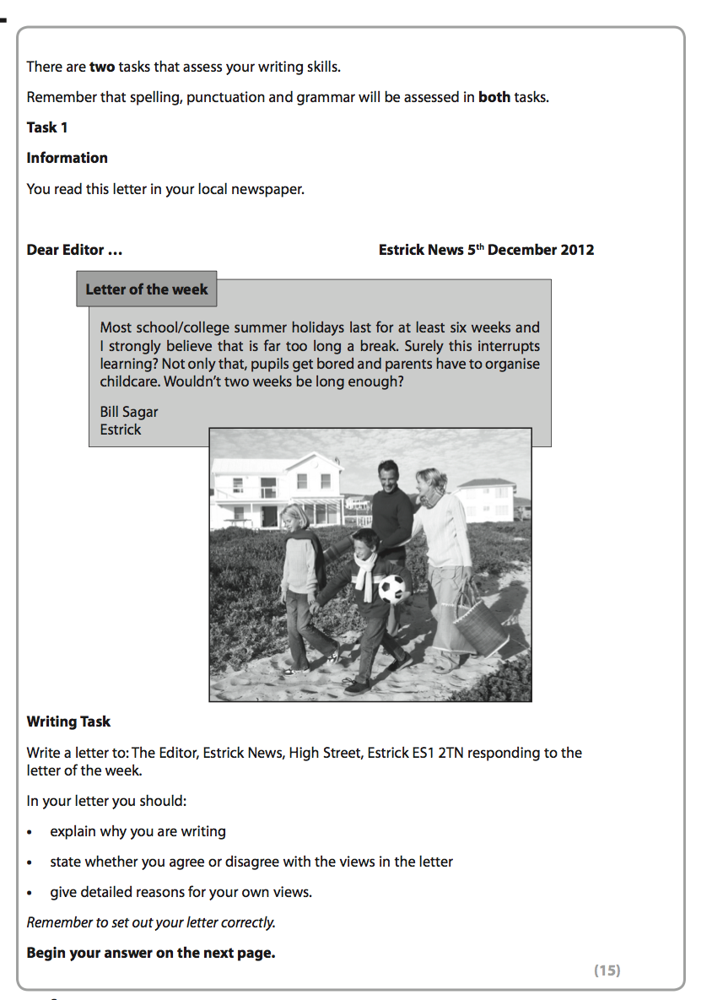 There are two tasks that assess your writing skills.
Remember that spelling, punctuation and grammar will be assessed in both tasks.
Task 1
Information
You read this letter in your local newspaper.
Dear Editor … Estrick News 5th December 2012
Letter of the week
Most school/college summer holidays last for at least six weeks and
I strongly believe that is far too long a break. Surely this interrupts
learning? Not only that, pupils get bored and parents have to organise
childcare. Wouldn't two weeks be long enough?
Bill Sagar
Estrick
Writing Task
Write a letter to: The Editor, Estrick News, High Street, Estrick ES1 2TN responding to the
letter of the week.
In your letter you should:
• explain why you are writing
• state whether you agree or disagree with the views in the letter
• give detailed reasons for your own views.
Remember to set out your letter correctly.
Begin your answer on the next page.
(15)